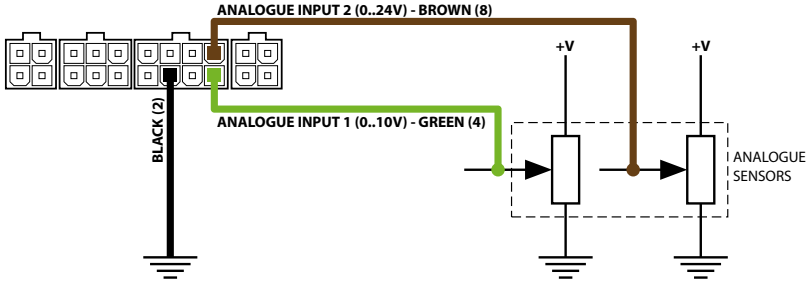 ANALOGUE INPUT 2 (0..24V) - BROWN (8)
+V
+V
BLACK (2)
ANALOGUE INPUT 1 (0..10V) - GREEN (4)
ANALOGUE
SENSORS